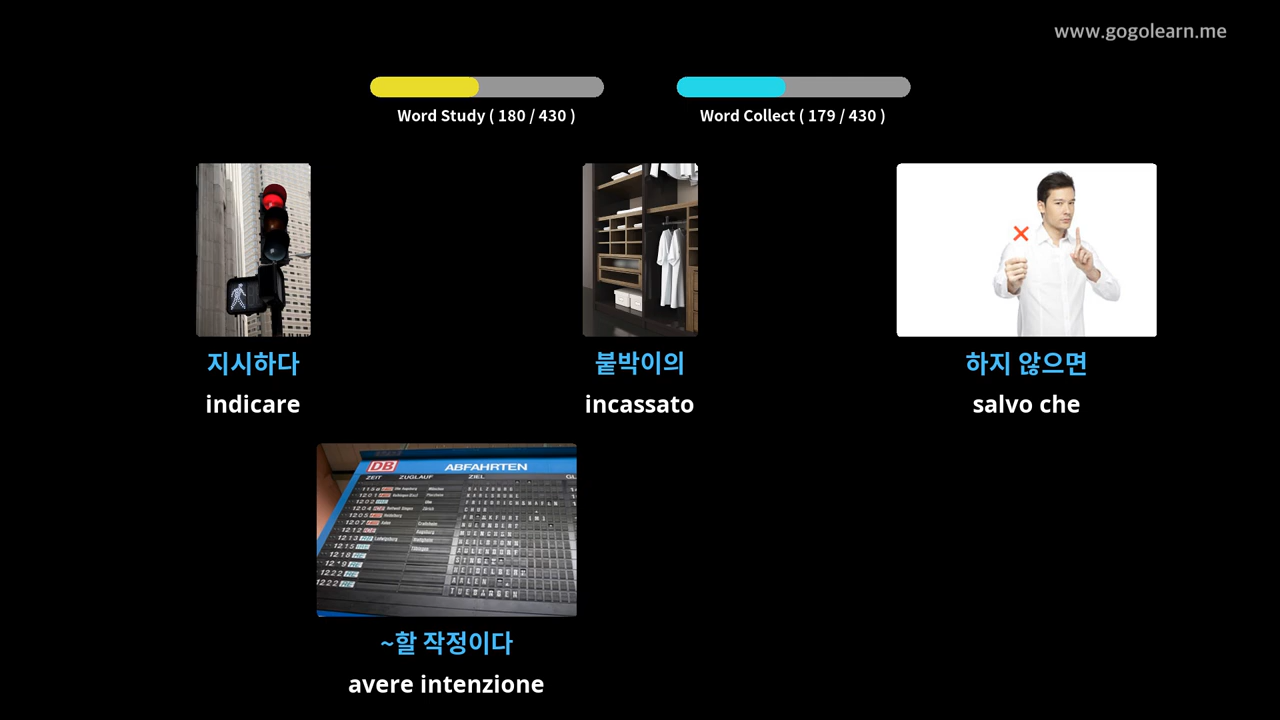 www.gogolearn.me
Word Study ( 180 / 430 )
Word Collect ( 179 / 430 )
지시하다
indicare
붙박이의
incassato
하지 않으면
salvo che
DB ABFAHRTEN
ZEIT ZUGLAUF ZIEL
~할 작정이다
avere intenzione